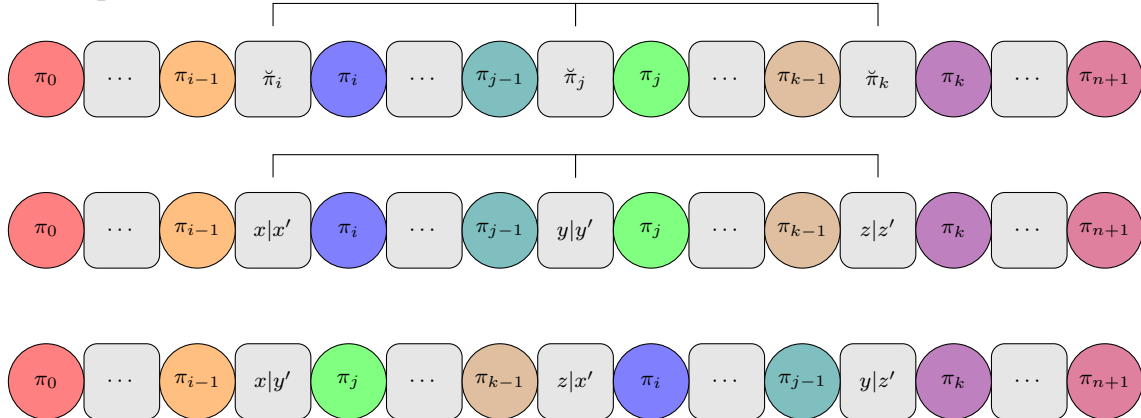 π₀ ⋯ πᵢ₋₁ π̆ᵢ πᵢ ⋯ πⱼ₋₁ π̆ⱼ πⱼ ⋯ πₖ₋₁ π̆ₖ πₖ ⋯ πₙ₊₁
π₀ ⋯ πᵢ₋₁ x|x′ πᵢ ⋯ πⱼ₋₁ y|y′ πⱼ ⋯ πₖ₋₁ z|z′ πₖ ⋯ πₙ₊₁
π₀ ⋯ πᵢ₋₁ x|y′ πⱼ ⋯ πₖ₋₁ z|x′ πᵢ ⋯ πⱼ₋₁ y|z′ πₖ ⋯ πₙ₊₁